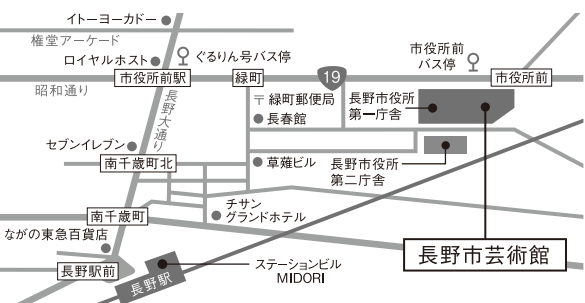 イトーヨーカドー
権堂アーケード
ロイヤルホスト
ぐるりん号バス停
市役所前
バス停
市役所前駅
緑町
19
市役所前
昭和通り
長野大通り
〒緑町郵便局
長春館
長野市役所
第一庁舎
セブンイレブン
南千歳町北
草薙ビル
長野市役所
第二庁舎
チサン
グランドホテル
南千歳町
ながの東急百貨店
長野市芸術館
長野駅前
ステーションビル
MIDORI
長野駅